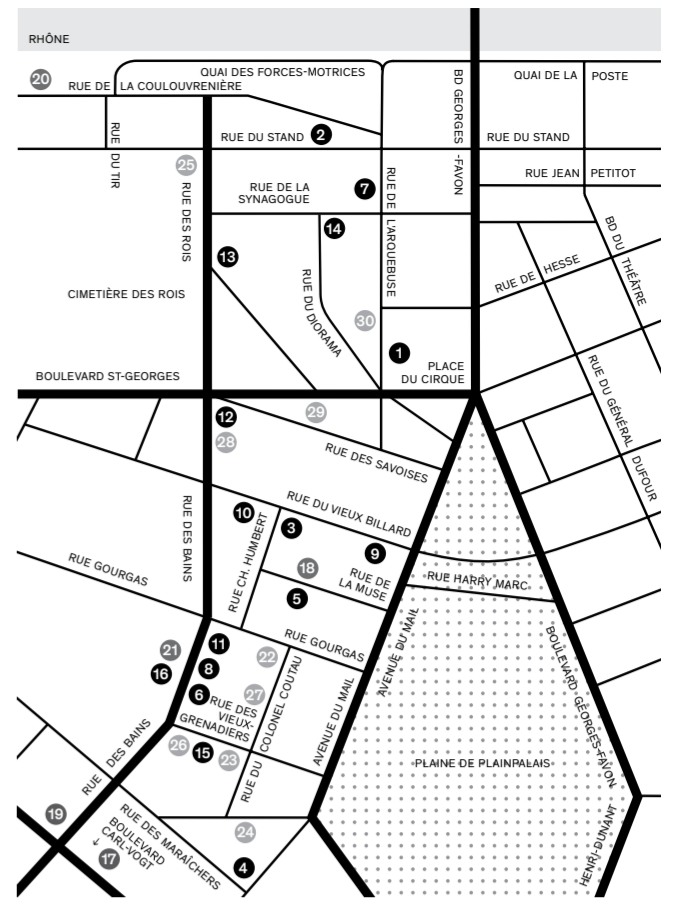 RHÔNE
20
QUAI DES FORCES-MOTRICES
RUE DE LA COULOUVRENIÈRE
BD GEORGES-FAVON
QUAI DE LA POSTE
RUE DU TIR
RUE DU STAND
2
RUE DU STAND
25
RUE DES ROIS
RUE DE LA
SYNAGOGUE
7
RUE DE L'ARQUEBUSE
RUE JEAN PETITOT
14
13
BD DU THÉÂTRE
RUE DE HESSE
CIMETIÈRE DES ROIS
RUE DU DIORAMA
30
1
PLACE
DU CIRQUE
BOULEVARD ST-GEORGES
RUE DU GÉNÉRAL DUFOUR
12
29
28
RUE DES SAVOISES
RUE DES BAINS
10
RUE DU VIEUX BILLARD
3
9
RUE CH. HUMBERT
18
RUE DE
LA MUSE
RUE HARRY MARC
RUE GOURGAS
5
21
11
RUE GOURGAS
16
8
22
AVENUE DU MAIL
BOULEVARD GEORGES-FAVON
6
27
RUE DES
VIEUX-
GRENADIERS
RUE DU COLONEL COUTAU
AVENUE DU MAIL
26
15
23
PLAINE DE PLAINPALAIS
RUE DES BAINS
19
RUE DES MARAÎCHERS
BOULEVARD
CARL-VOGT
↓ 17
24
4
HENRI-DUNANT